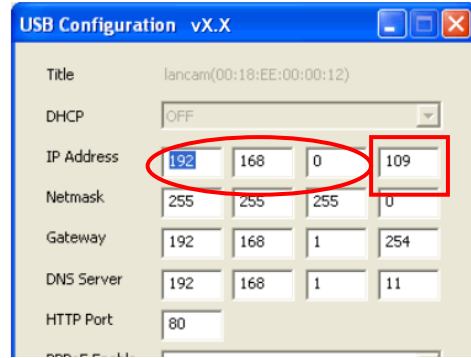 USB Configuration vX.X
Title lancam(00:18:EE:00:00:12)
DHCP OFF
IP Address 192 168 0 109
Netmask 255 255 255 0
Gateway 192 168 1 254
DNS Server 192 168 1 11
HTTP Port 80